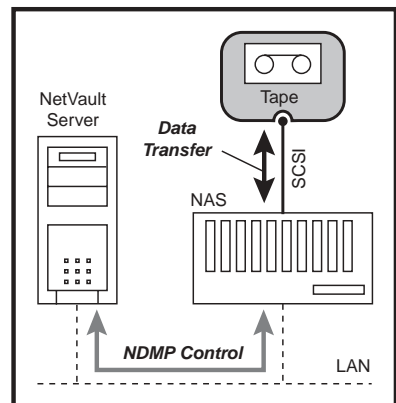 NetVault
Server
Tape
Data
Transfer
SCSI
NAS
NDMP Control
LAN